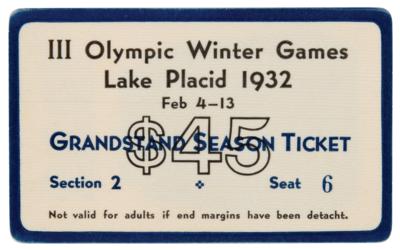 III Olympic Winter Games
Lake Placid 1932
Feb 4–13
$45
GRANDSTAND SEASON TICKET
Section 2 Seat 6
Not valid for adults if end margins have been detacht.